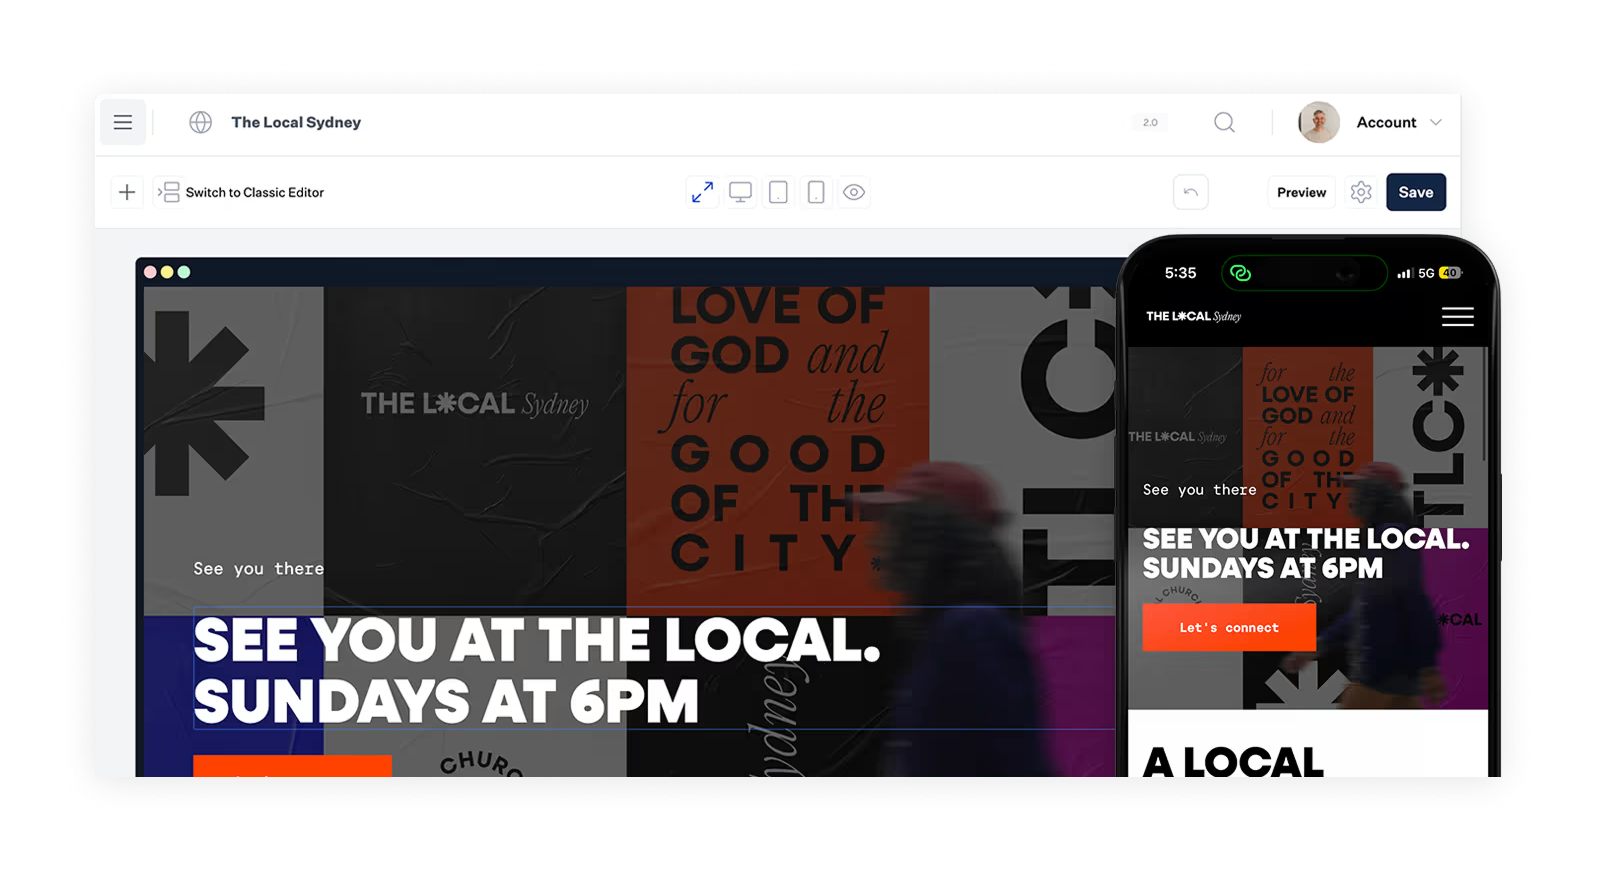 The Local Sydney
2.0
Account
Switch to Classic Editor
Preview
Save
LOVE OF
GOD and
for the
GOOD
OF THE
CITY.
THE L*CAL Sydney
See you there
SEE YOU AT THE LOCAL.
SUNDAYS AT 6PM
Sydney
5:35
5G
40
THE L*CAL Sydney
for the
LOVE OF
GOD and
for the
GOOD
OF TH
CITY
THE L*CAL Sydney
TLC*
See you there
SEE YOU AT THE LOCAL.
SUNDAYS AT 6PM
Let's connect
*CAL
A LOCAL